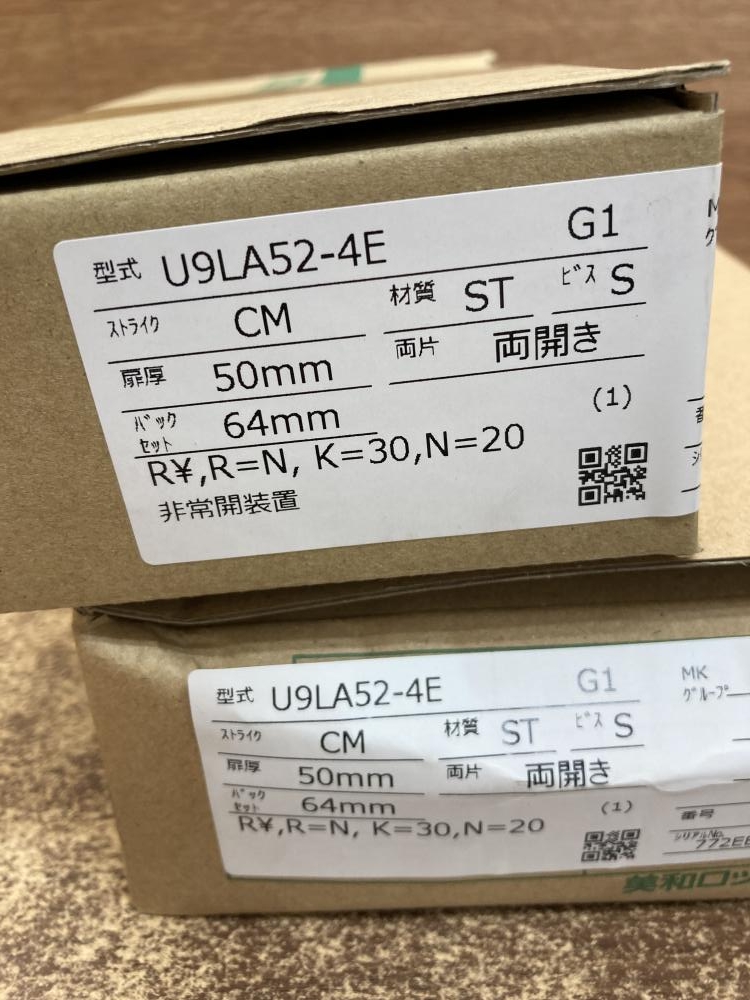 型式 U9LA52-4E G1
ストライク CM 材質 ST ビス S
扉厚 50mm 両片 両開き
バックセット 64mm (1)
R¥,R=N, K=30,N=20
非常開装置
型式 U9LA52-4E G1 MK
グループ
ストライク CM 材質 ST ビス S
扉厚 50mm 両片 両開き
バックセット 64mm (1) 番号
R¥,R=N, K=30,N=20 シリアルNo. 772EE
美和ロッ